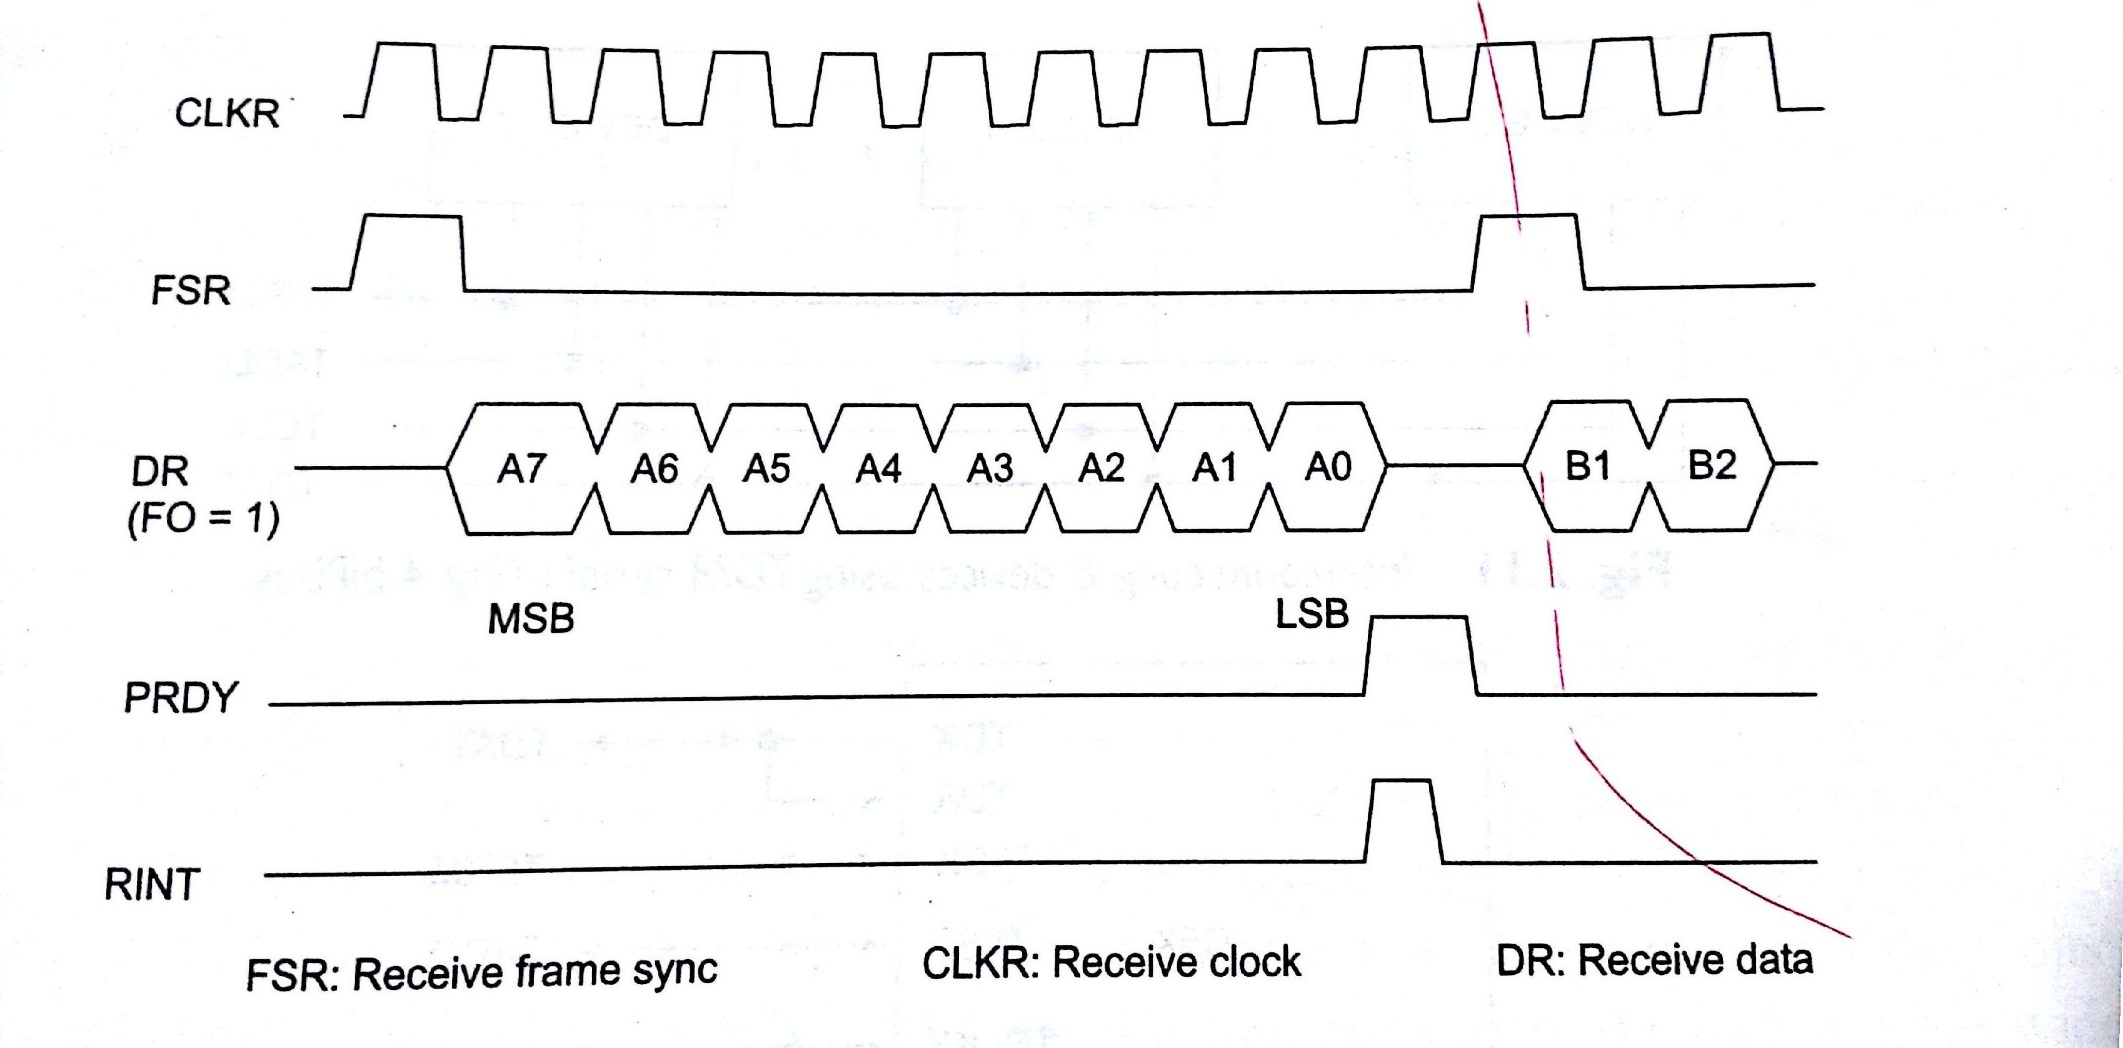 CLKR
FSR
DR
(FO = 1)
A7 A6 A5 A4 A3 A2 A1 A0 B1 B2
MSB LSB
PRDY
RINT
FSR: Receive frame sync CLKR: Receive clock DR: Receive data